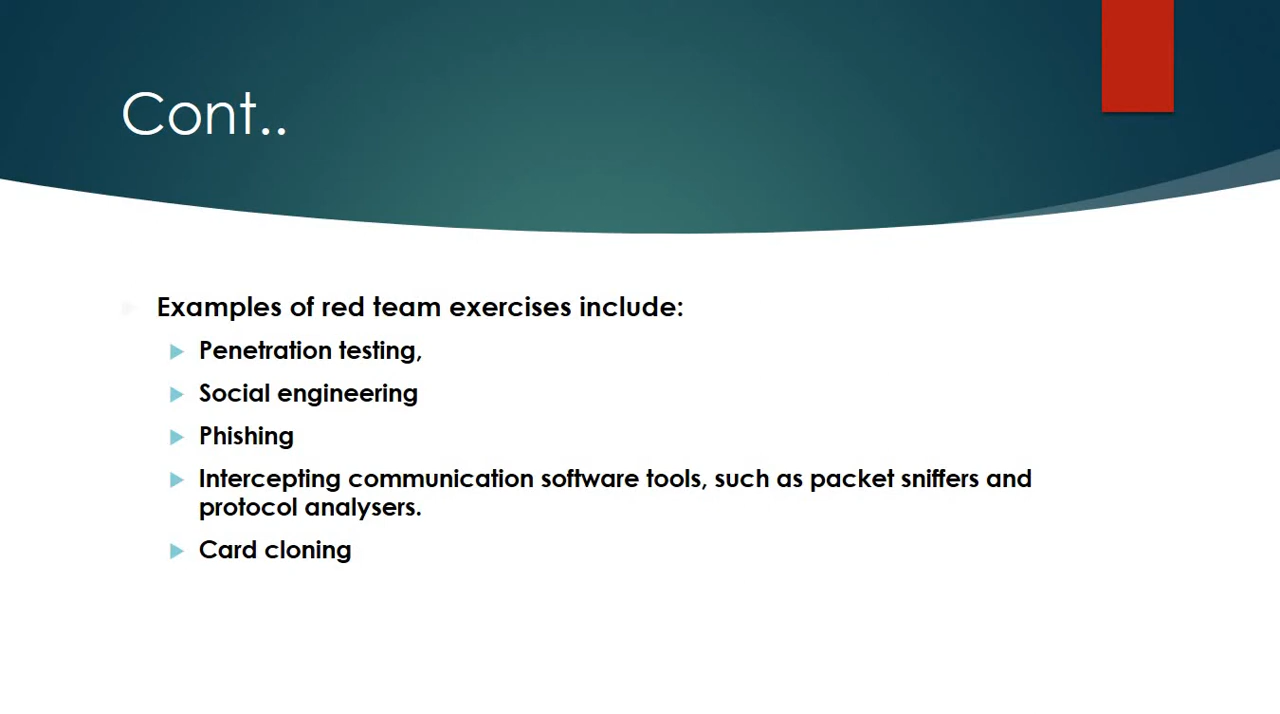 Cont..
Examples of red team exercises include:
Penetration testing,
Social engineering
Phishing
Intercepting communication software tools, such as packet sniffers and
protocol analysers.
Card cloning